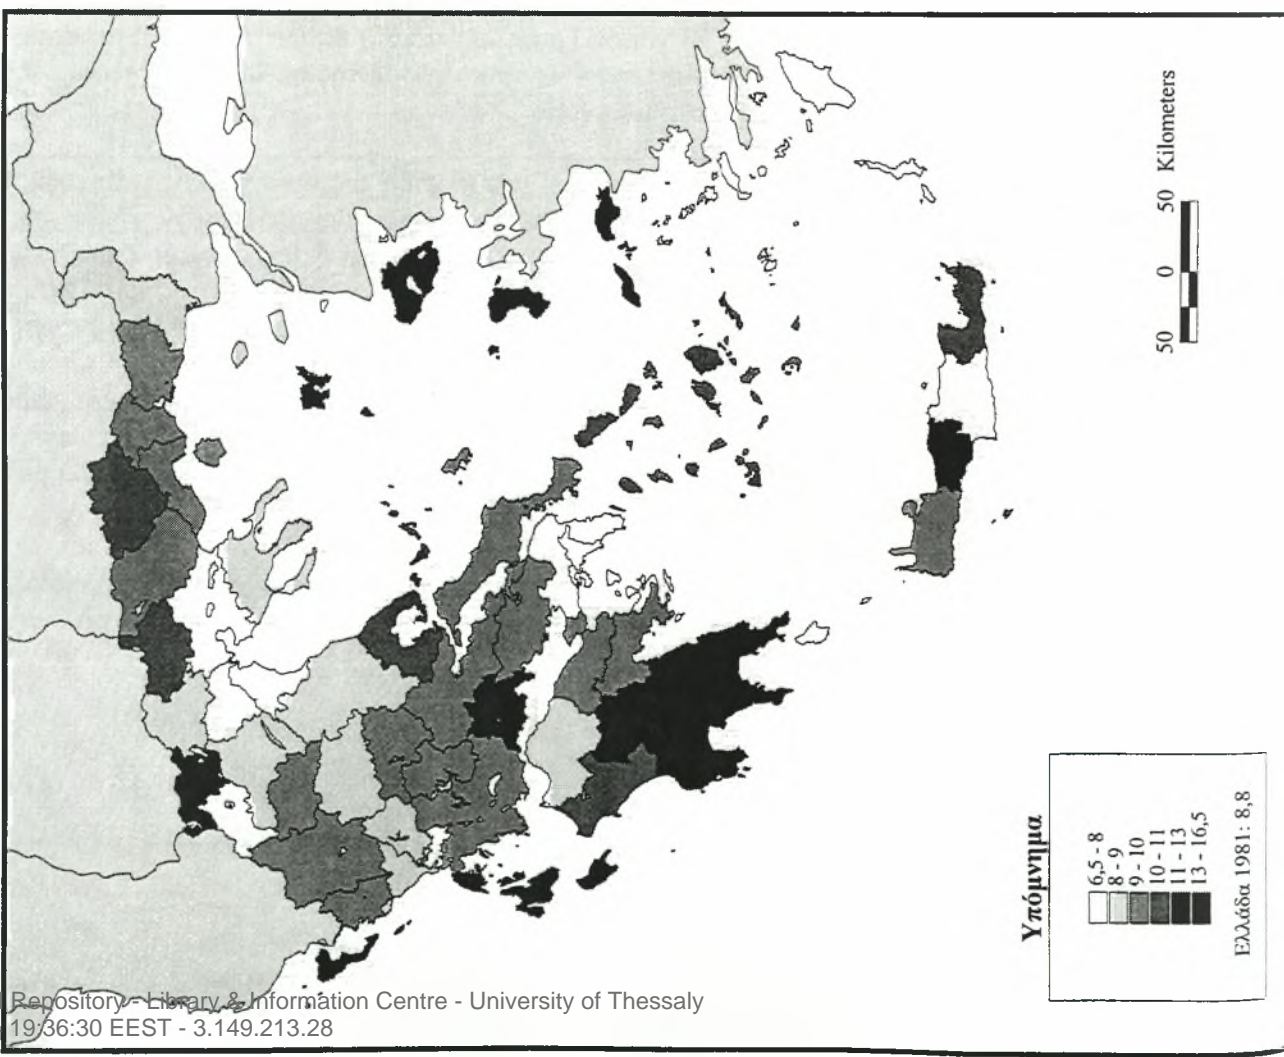 50 0 50 Kilometers
Υπόμνημα
6,5 - 8
8 - 9
9 - 10
10 - 11
11 - 13
13 - 16,5
Ελλάδα 1981: 8,8
Repository - Library & Information Centre - University of Thessaly
19:36:30 EEST - 3.149.213.28